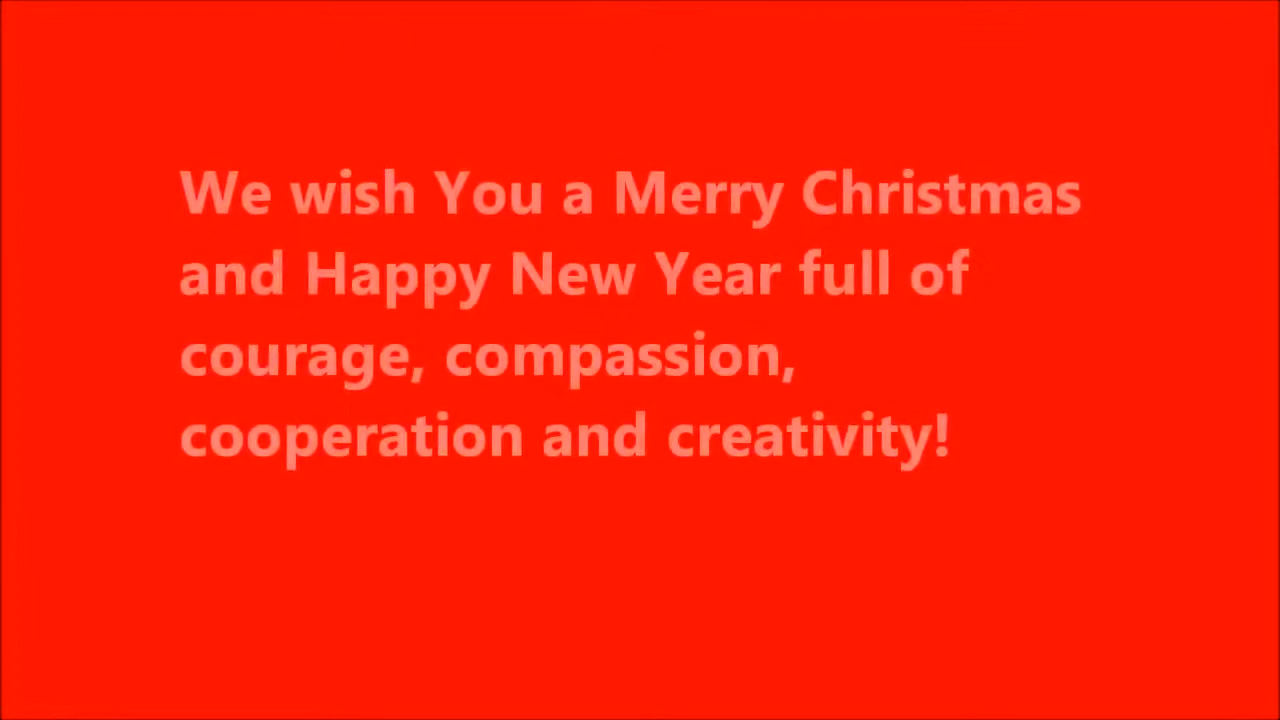 We wish You a Merry Christmas
and Happy New Year full of
courage, compassion,
cooperation and creativity!